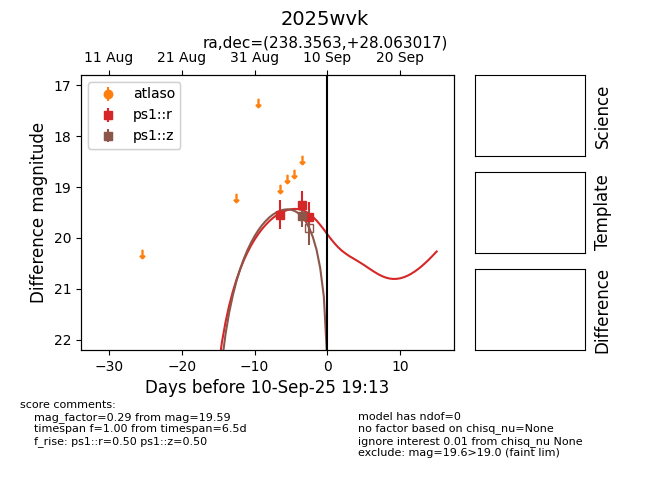 2025wvk
ra,dec=(238.3563,+28.063017)
11 Aug 21 Aug 31 Aug 10 Sep 20 Sep
17
18
19
20
21
22
Difference magnitude
atlaso
ps1::r
ps1::z
−30 −20 −10 0 10
Days before 10-Sep-25 19:13
Science
Template
Difference
score comments:
mag_factor=0.29 from mag=19.59
timespan f=1.00 from timespan=6.5d
f_rise: ps1::r=0.50 ps1::z=0.50
model has ndof=0
no factor based on chisq_nu=None
ignore interest 0.01 from chisq_nu None
exclude: mag=19.6>19.0 (faint lim)